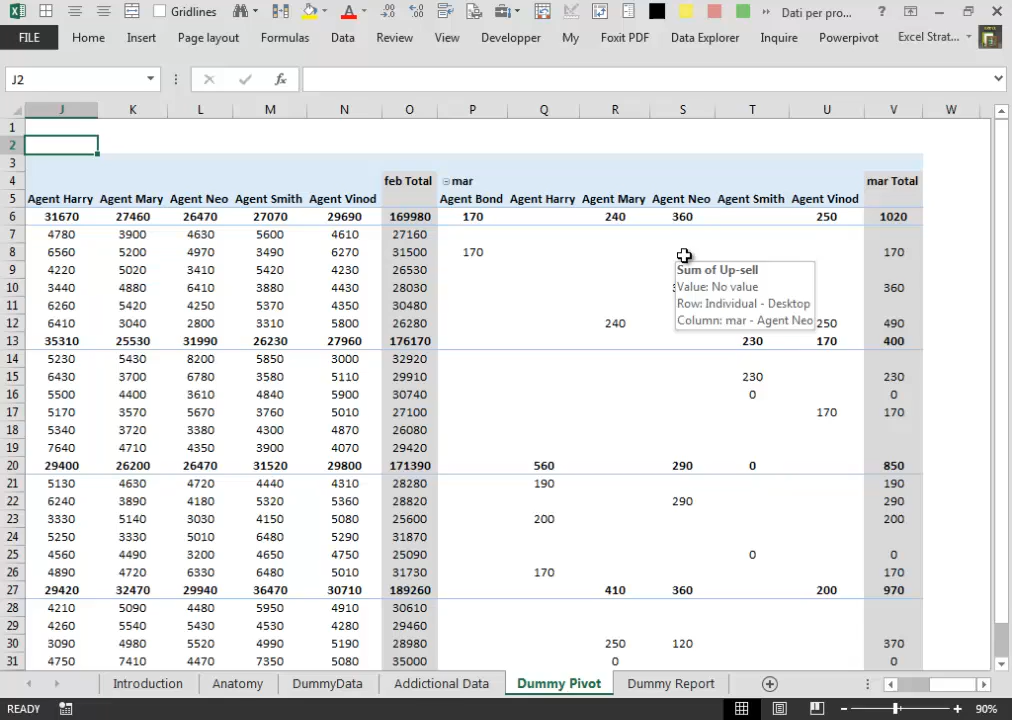 Gridlines Dati per pro... ?
FILE Home Insert Page layout Formulas Data Review View Developer My Foxit PDF Data Explorer Inquire Powerpivot Excel Strat...
J2 fx
J K L M N O P Q R S T U V W
1
2
3
4 feb Total mar mar Total
5 Agent Harry Agent Mary Agent Neo Agent Smith Agent Vinod Agent Bond Agent Harry Agent Mary Agent Neo Agent Smith Agent Vinod
6 31670 27460 26470 27070 29690 169980 170 240 360 250 1020
7 4780 3900 4630 5600 4610 27160
8 6560 5200 4970 3490 6270 31500 170 170
9 4220 5020 3410 5420 4230 26530
10 3440 4880 6410 3880 4430 28030 360
11 6260 5420 4250 5370 4350 30480
12 6410 3040 2800 3310 5800 26280 240 250 490
13 35310 25530 31990 26230 27960 176170 230 170 400
14 5230 5430 8200 5850 3000 32920
15 6430 3700 6780 3580 5110 29910 230 230
16 5500 4400 3610 4840 5900 30740 0 0
17 5170 3570 5670 3760 5010 27100 170 170
18 5340 3720 3380 4300 4870 26080
19 7640 4710 4350 3900 4070 29420
20 29400 26200 26470 31520 29800 171390 560 290 0 850
21 5130 4630 4720 4440 4310 28280 190 190
22 6240 3890 4180 5320 5360 28820 290 290
23 3330 5140 3030 4150 5080 25600 200 200
24 5250 3330 5010 6480 5290 31870
25 4560 4490 3200 4650 4750 25090 0 0
26 4890 4720 6330 6480 5010 31730 170 170
27 29420 32470 29940 36470 30710 189260 410 360 200 970
28 4210 5090 4480 5950 4910 30610
29 4260 5540 5430 4530 4280 29460
30 3090 4980 5520 4990 5190 28980 250 120 370
31 4750 7410 4470 7350 5080 35000 0 0
Sum of Up-sell
Value: No value
Row: Individual - Desktop
Column: mar - Agent Neo
Introduction Anatomy DummyData Addictional Data Dummy Pivot Dummy Report
READY 90%